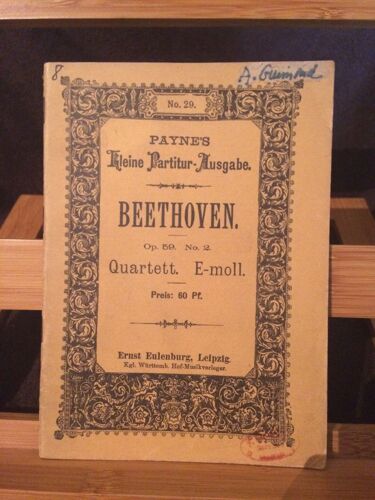 8.
No. 29.
PAYNE'S
Kleine Partitur-Ausgabe.
BEETHOVEN.
Op. 59. No. 2.
Quartett. E-moll.
Preis: 60 Pf.
Ernst Eulenburg, Leipzig.
Kgl. Württemb. Hof-Musikverleger.